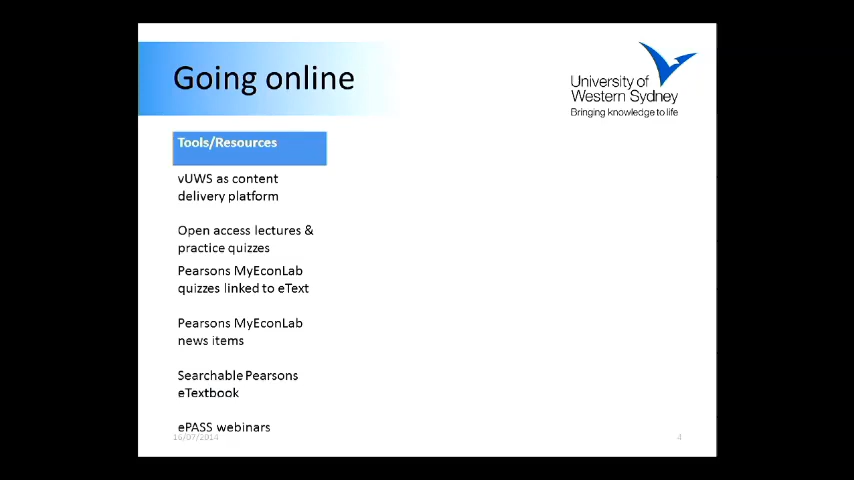 Going online
University of
Western Sydney
Bringing knowledge to life
Tools/Resources
vUWS as content
delivery platform
Open access lectures &
practice quizzes
Pearsons MyEconLab
quizzes linked to eText
Pearsons MyEconLab
news items
Searchable Pearsons
eTextbook
ePASS webinars
16/07/2014
4